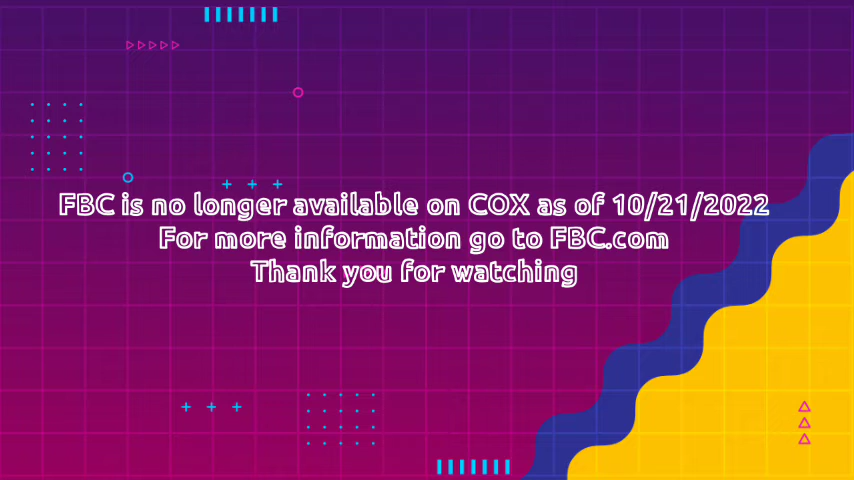 FBC is no longer available on COX as of 10/21/2022
For more information go to FBC.com
Thank you for watching